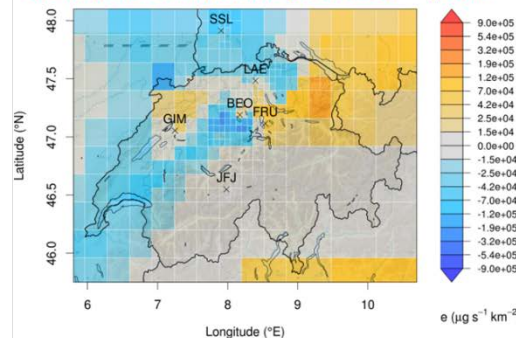 48.0
47.5
47.0
46.5
46.0
Latitude (°N)
SSL
LAE
BEO
FRU
GIM
JFJ
6
7
8
9
10
Longitude (°E)
9.0e+05
5.4e+05
3.2e+05
1.9e+05
1.2e+05
7.0e+04
4.2e+04
2.5e+04
1.5e+04
0.0e+00
-1.5e+04
-2.5e+04
-4.2e+04
-7.0e+04
-1.2e+05
-1.9e+05
-3.2e+05
-5.4e+05
-9.0e+05
e (μg s⁻¹ km⁻²